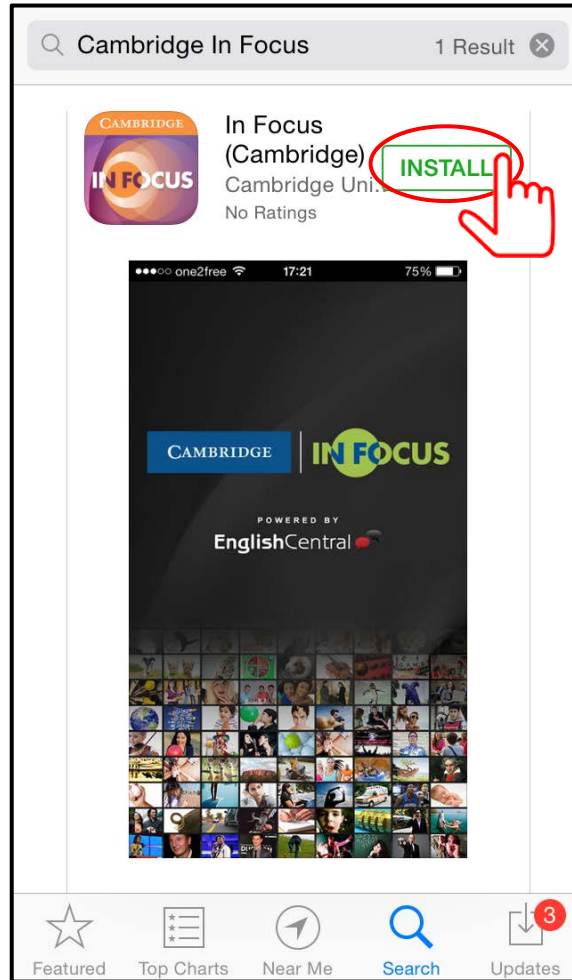 Cambridge In Focus 1 Result
CAMBRIDGE
IN FOCUS
In Focus
(Cambridge)
Cambridge Uni...
No Ratings
INSTALL
one2free 17:21 75%
CAMBRIDGE IN FOCUS
POWERED BY
EnglishCentral
3
Featured Top Charts Near Me Search Updates